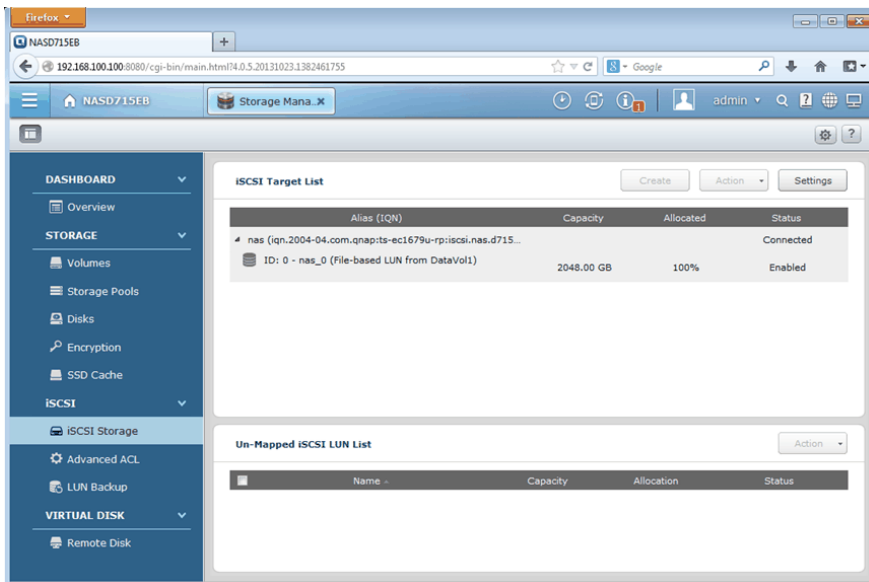 Firefox
NASD715EB
192.168.100.100:8080/cgi-bin/main.html?4.0.5.20131023.1382461755
Google
NASD715EB
Storage Mana..
admin
DASHBOARD
Overview
STORAGE
Volumes
Storage Pools
Disks
Encryption
SSD Cache
iSCSI
iSCSI Storage
Advanced ACL
LUN Backup
VIRTUAL DISK
Remote Disk
iSCSI Target List
Create Action Settings
Alias (IQN) Capacity Allocated Status
nas (iqn.2004-04.com.qnap:ts-ec1679u-rp:iscsi.nas.d715... Connected
ID: 0 - nas_0 (File-based LUN from DataVol1) 2048.00 GB 100% Enabled
Un-Mapped iSCSI LUN List
Action
Name Capacity Allocation Status